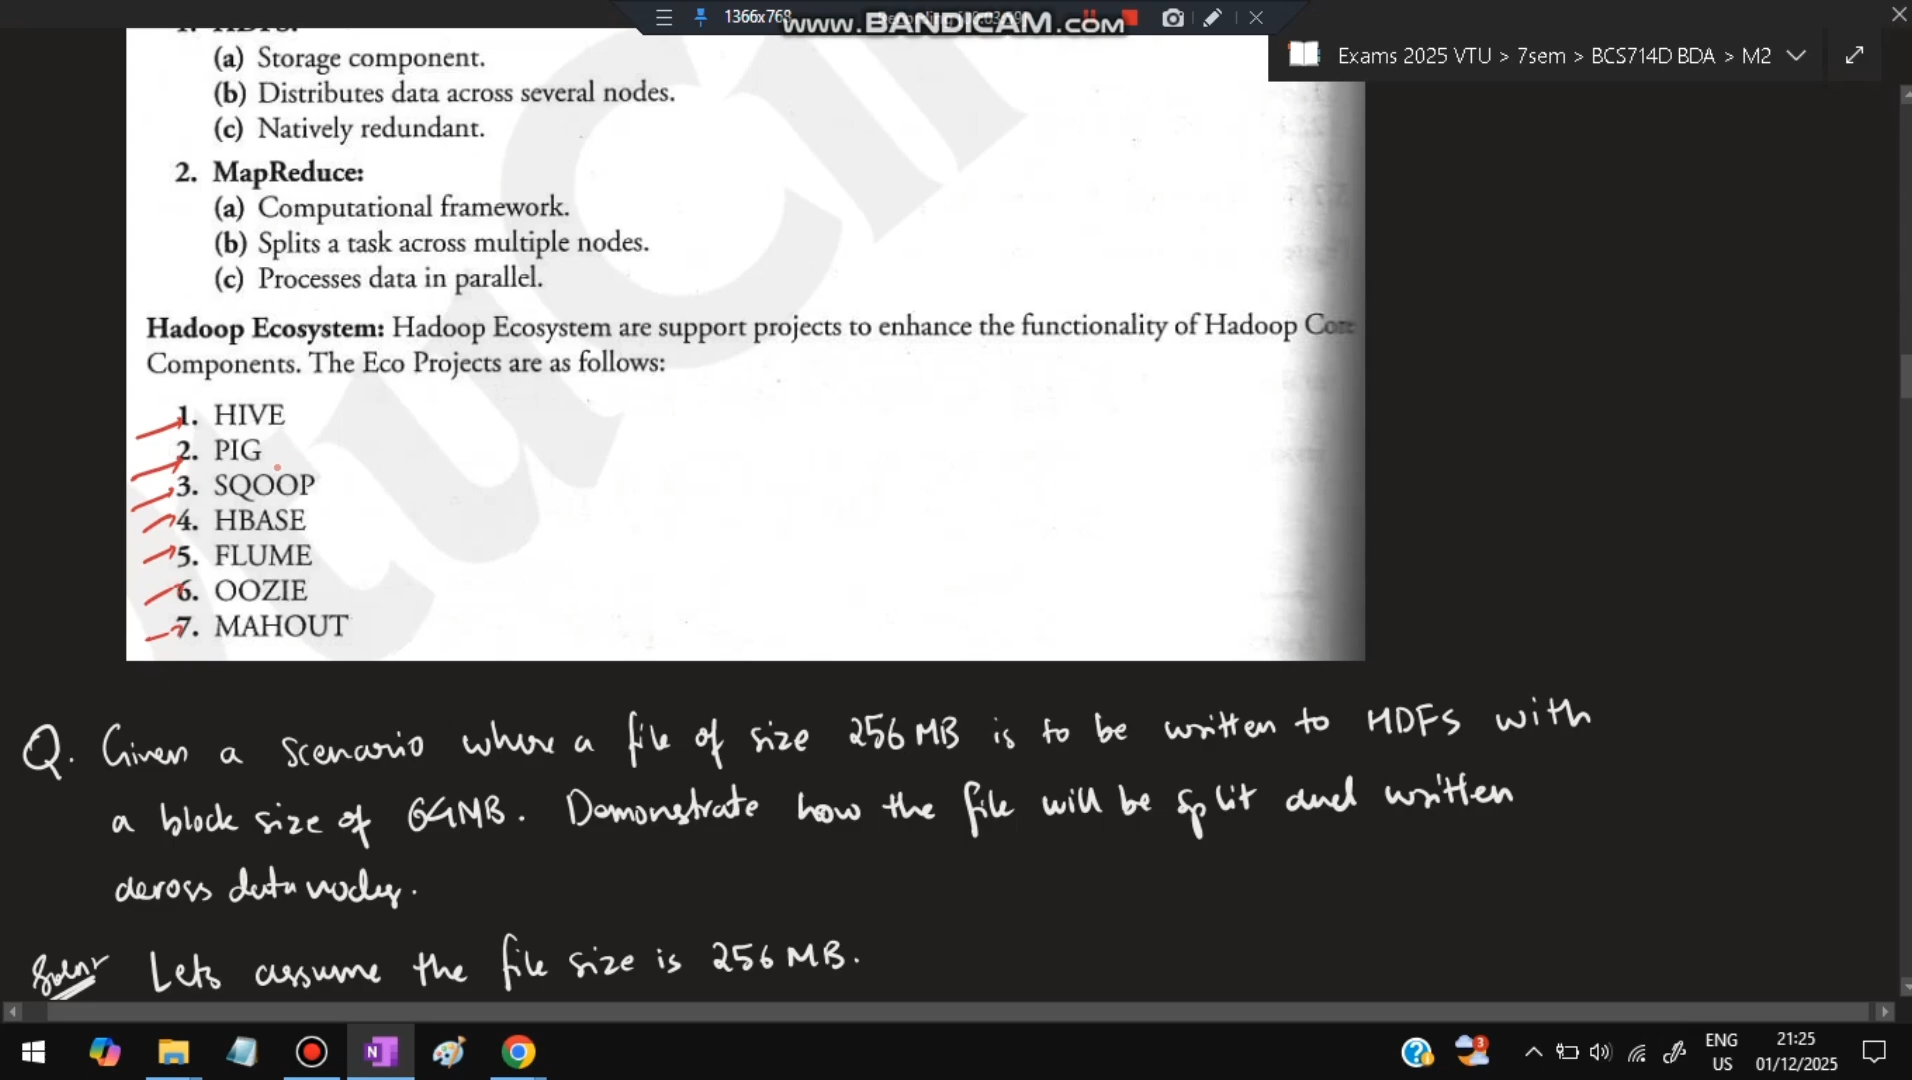 1366x768
www.BANDICAM.com
Exams 2025 VTU > 7sem > BCS714D BDA > M2
1. HDFS:
(a) Storage component.
(b) Distributes data across several nodes.
(c) Natively redundant.
2. MapReduce:
(a) Computational framework.
(b) Splits a task across multiple nodes.
(c) Processes data in parallel.
Hadoop Ecosystem: Hadoop Ecosystem are support projects to enhance the functionality of Hadoop Core
Components. The Eco Projects are as follows:
1. HIVE
2. PIG
3. SQOOP
4. HBASE
5. FLUME
6. OOZIE
7. MAHOUT
Q. Given a scenario where a file of size 256 MB is to be written to HDFS with
a block size of 64MB. Demonstrate how the file will be split and written
across data nodes.
Lets assume the file size is 256 MB.
3
ENG
US
21:25
01/12/2025